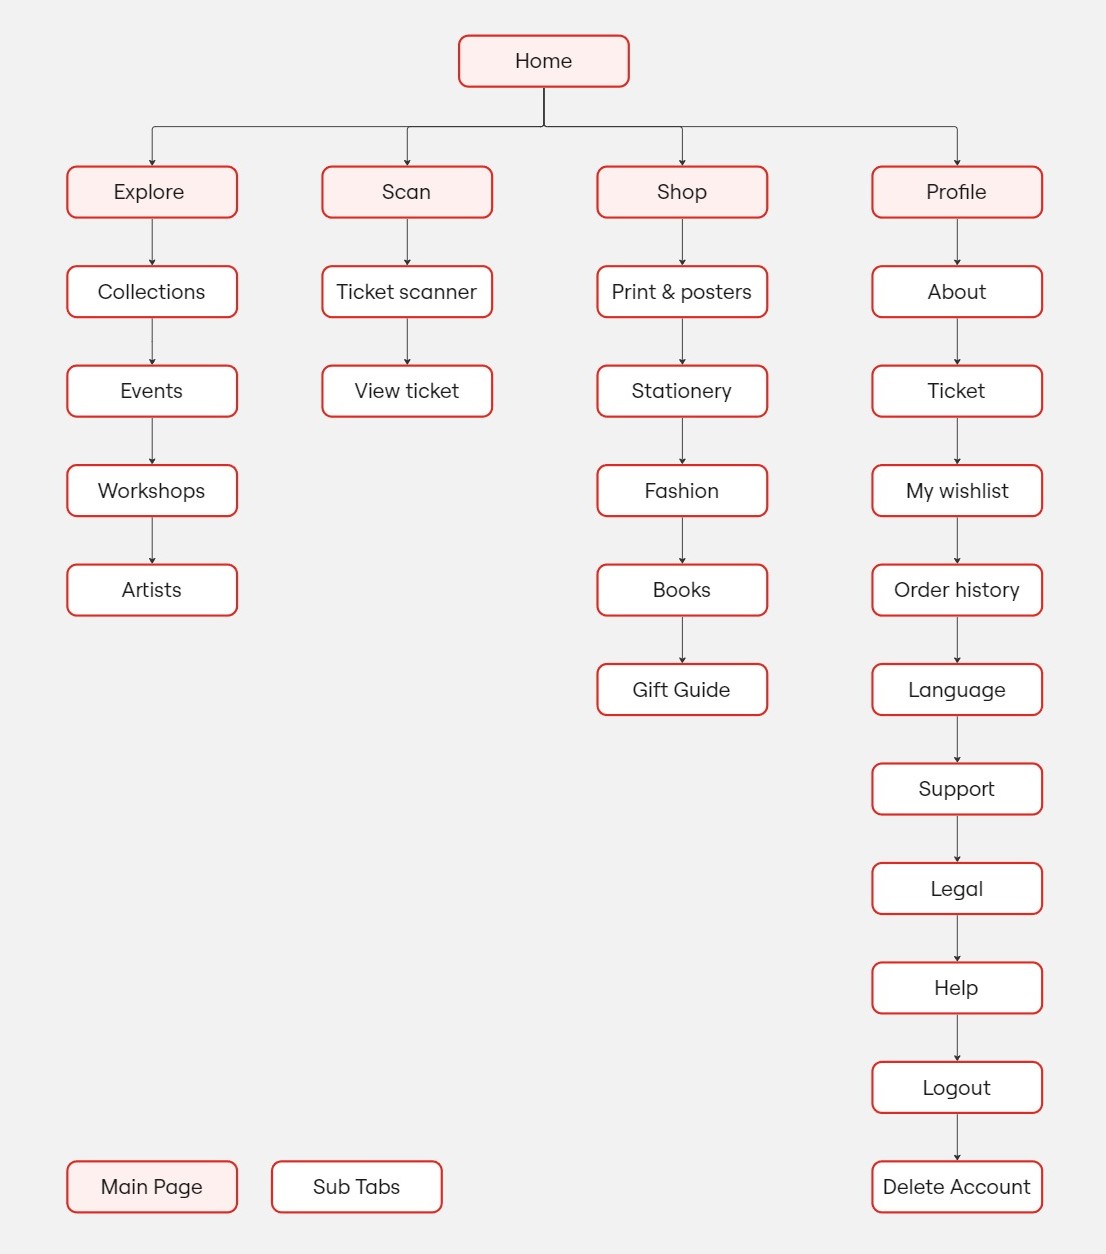 Home
Explore
Scan
Shop
Profile
Collections
Ticket scanner
Print & posters
About
Events
View ticket
Stationery
Ticket
Workshops
Fashion
My wishlist
Artists
Books
Order history
Gift Guide
Language
Support
Legal
Help
Logout
Main Page
Sub Tabs
Delete Account